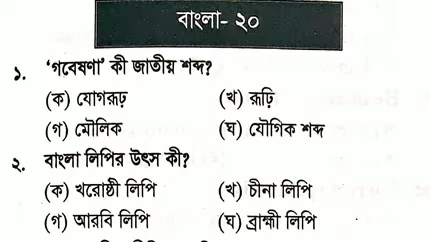 বাংলা- ২০
১. ‘গবেষণা’ কী জাতীয় শব্দ?
(ক) যোগরূঢ় (খ) রূঢ়ি
(গ) মৌলিক (ঘ) যৌগিক শব্দ
২. বাংলা লিপির উৎস কী?
(ক) খরোষ্ঠী লিপি (খ) চীনা লিপি
(গ) আরবি লিপি (ঘ) ব্রাহ্মী লিপি